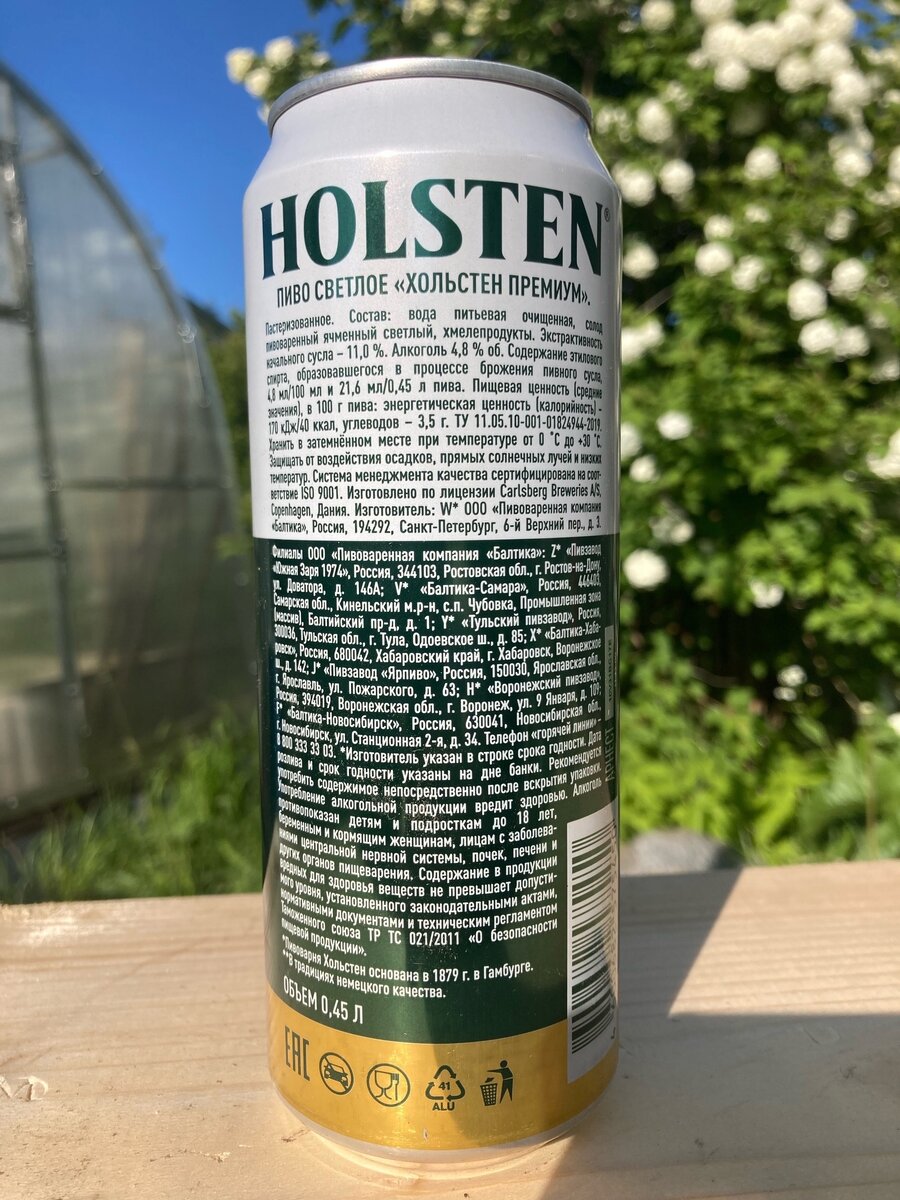 HOLSTEN®
ПИВО СВЕТЛОЕ «ХОЛЬСТЕН ПРЕМИУМ».
Пастеризованное. Состав: вода питьевая очищенная, солод
пивоваренный ячменный светлый, хмелепродукты. Экстрактивность
начального сусла – 11,0 %. Алкоголь 4,8 % об. Содержание этилового
спирта, образовавшегося в процессе брожения пивного сусла,
4,8 мл/100 мл и 21,6 мл/0,45 л пива. Пищевая ценность (средние
значения), в 100 г пива: энергетическая ценность (калорийность) –
170 кДж/40 ккал, углеводов – 3,5 г. ТУ 11.05.10-001-01824944-2019.
Хранить в затемнённом месте при температуре от 0 °С до +30 °С.
Защищать от воздействия осадков, прямых солнечных лучей и низких
температур. Система менеджмента качества сертифицирована на соот-
ветствие ISO 9001. Изготовлено по лицензии Carlsberg Breweries A/S,
Copenhagen, Дания. Изготовитель: W* ООО «Пивоваренная компания
«Балтика», Россия, 194292, Санкт-Петербург, 6-й Верхний пер., д. 3.
Филиалы ООО «Пивоваренная компания «Балтика»: Z* «Пивзавод
«Южная Заря 1974», Россия, 344103, Ростовская обл., г. Ростов-на-Дону,
ул. Доватора, д. 146А; V* «Балтика-Самара», Россия, 446403,
Самарская обл., Кинельский м.р-н, с.п. Чубовка, Промышленная зона
(массив), Балтийский пр-д, д. 1; Y* «Тульский пивзавод», Россия,
300036, Тульская обл., г. Тула, Одоевское ш., д. 85; X* «Балтика-Хаба-
ровск», Россия, 680042, Хабаровский край, г. Хабаровск, Воронежское
ш., д. 142; J* «Пивзавод «Ярпиво», Россия, 150030, Ярославская обл.,
г. Ярославль, ул. Пожарского, д. 63; H* «Воронежский пивзавод»,
Россия, 394019, Воронежская обл., г. Воронеж, ул. 9 Января, д. 109;
F* «Балтика-Новосибирск», Россия, 630041, Новосибирская обл.,
г. Новосибирск, ул. Станционная 2-я, д. 34. Телефон «горячей линии» –
8 800 333 33 03. *Изготовитель указан в строке срока годности. Дата
розлива и срок годности указаны на дне банки. Рекомендуется
употребить содержимое непосредственно после вскрытия упаковки.
Употребление алкогольной продукции вредит здоровью. Алкоголь
противопоказан детям и подросткам до 18 лет,
беременным и кормящим женщинам, лицам с заболева-
ниями центральной нервной системы, почек, печени и
других органов пищеварения. Содержание в продукции
вредных для здоровья веществ не превышает допусти-
мого уровня, установленного законодательными актами,
нормативными документами и техническим регламентом
Таможенного союза ТР ТС 021/2011 «О безопасности
пищевой продукции».
*Пивоварня Хольстен основана в 1879 г. в Гамбурге.
**В традициях немецкого качества.
ОБЪЕМ 0,45 Л
EAC
41
ALU